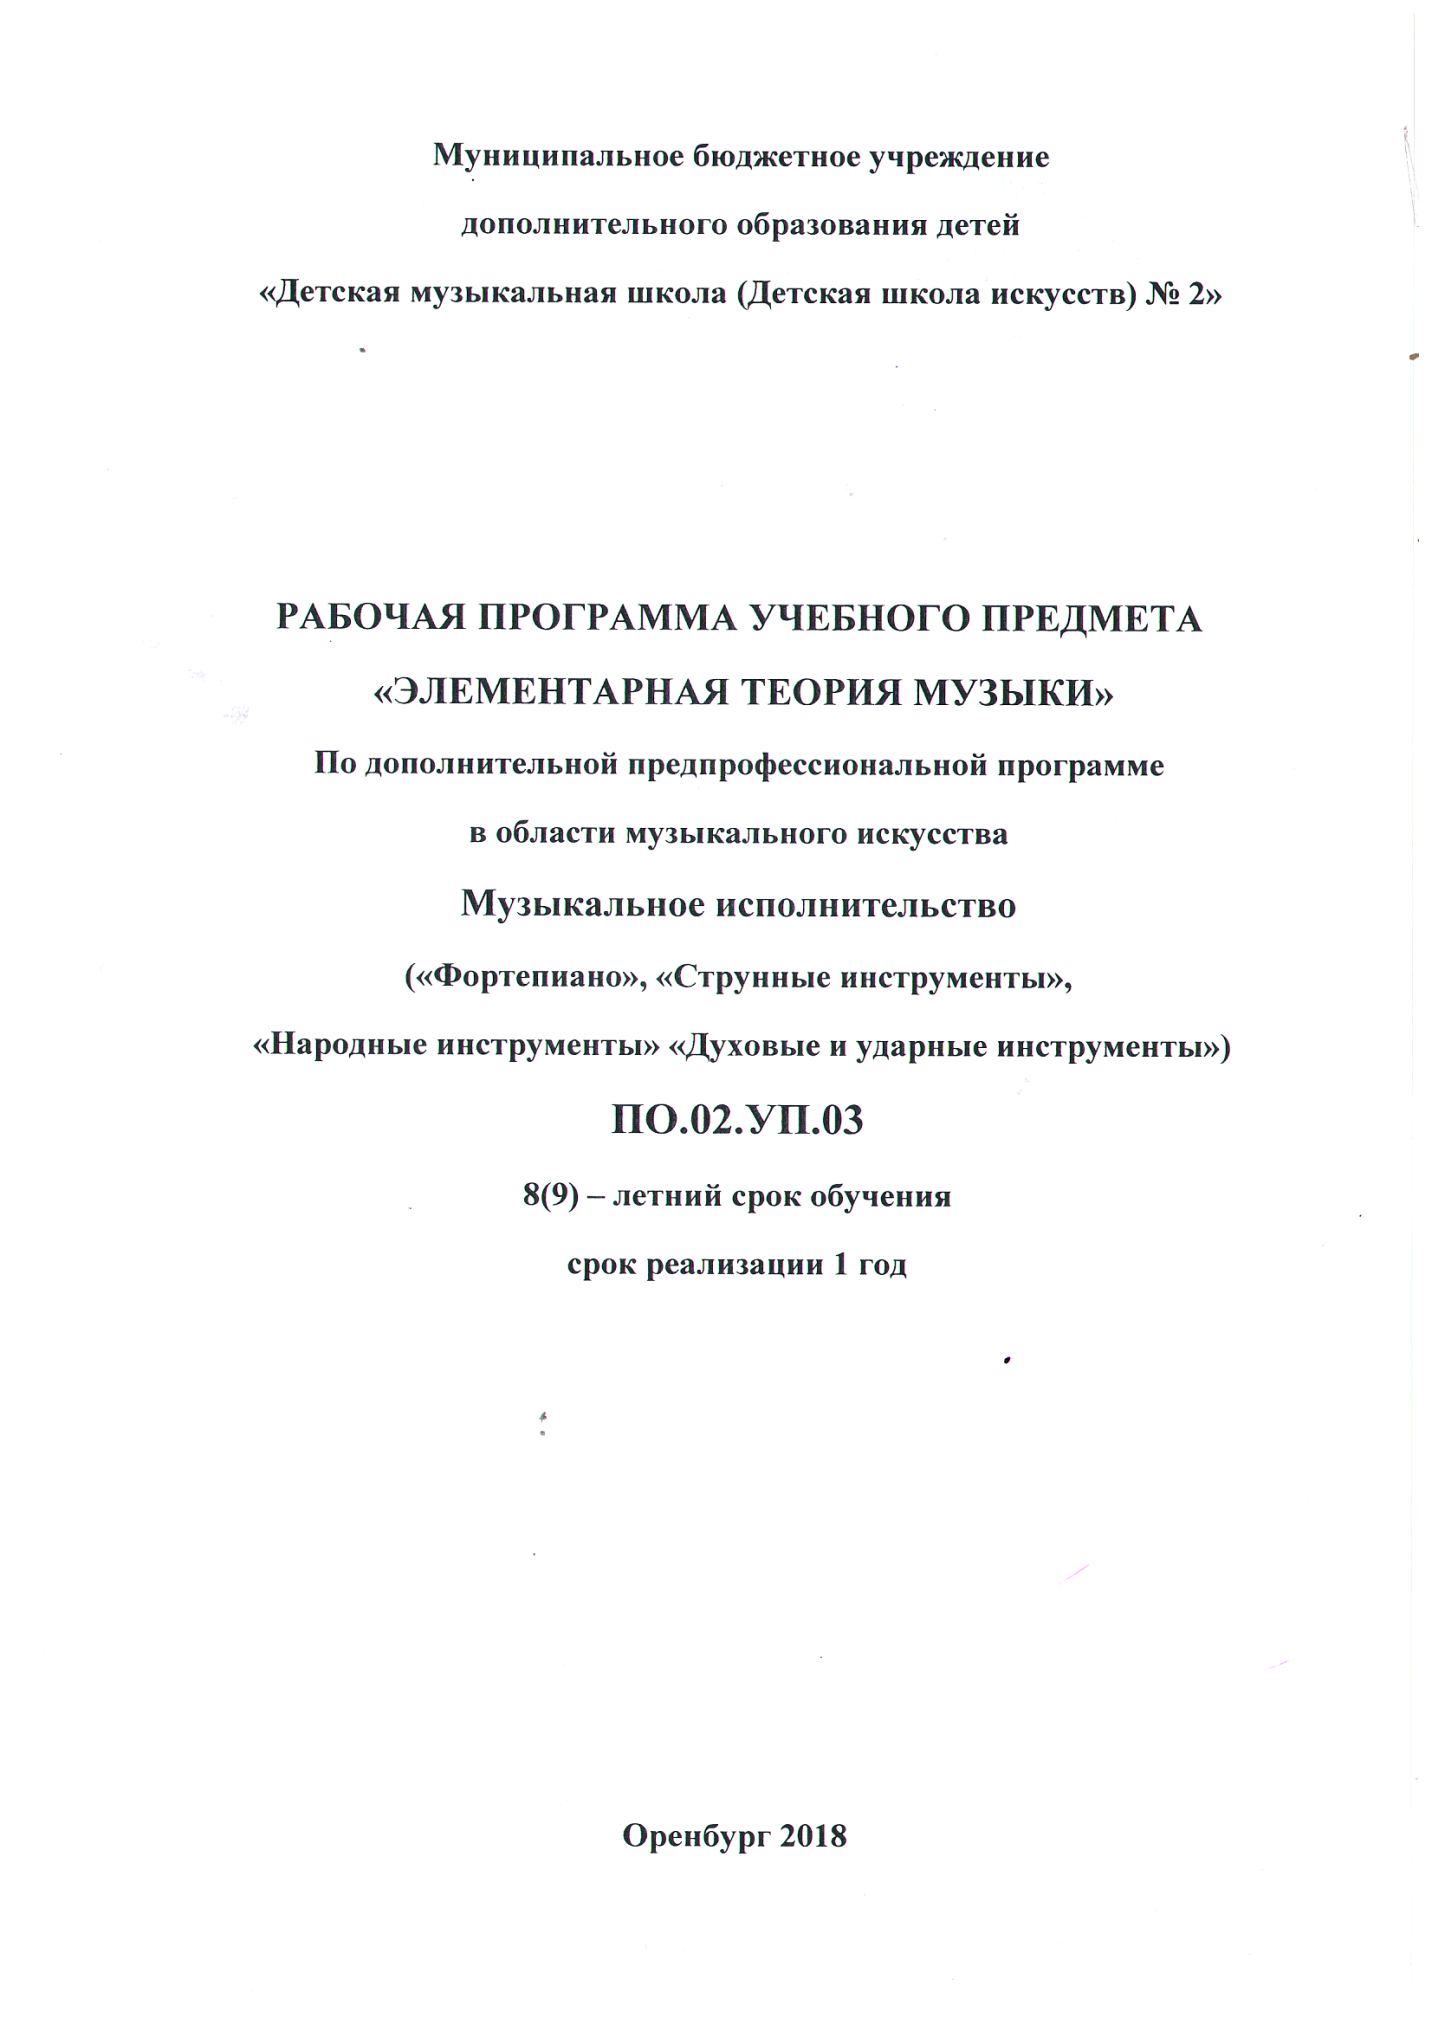 Муниципальное бюджетное учреждение
дополнительного образования детей
«Детская музыкальная школа (Детская школа искусств) № 2»
РАБОЧАЯ ПРОГРАММА УЧЕБНОГО ПРЕДМЕТА
«ЭЛЕМЕНТАРНАЯ ТЕОРИЯ МУЗЫКИ»
По дополнительной предпрофессиональной программе
в области музыкального искусства
Музыкальное исполнительство
(«Фортепиано», «Струнные инструменты»,
«Народные инструменты» «Духовые и ударные инструменты»)
ПО.02.УП.03
8(9) – летний срок обучения
срок реализации 1 год
Оренбург 2018